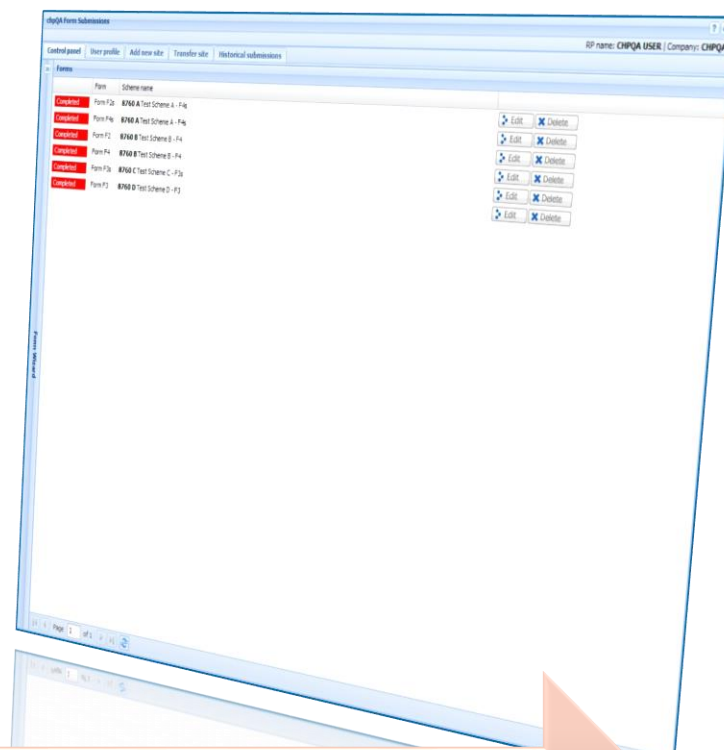 chpQA Form Submissions
?
RP name: CHPQA USER | Company: CHPQA
Control panel User profile Add new site Transfer site Historical submissions
Forms
Form Scheme name
Completed Form F2s 8760 A Test Scheme A - F4s Edit Delete
Completed Form F4s 8760 A Test Scheme A - F4s Edit Delete
Completed Form F2 8760 B Test Scheme B - F4 Edit Delete
Completed Form F4 8760 B Test Scheme B - F4 Edit Delete
Completed Form F3s 8760 C Test Scheme C - F3s Edit Delete
Completed Form F3 8760 D Test Scheme D - F3 Edit Delete
Form Wizard
Page 1 of 1